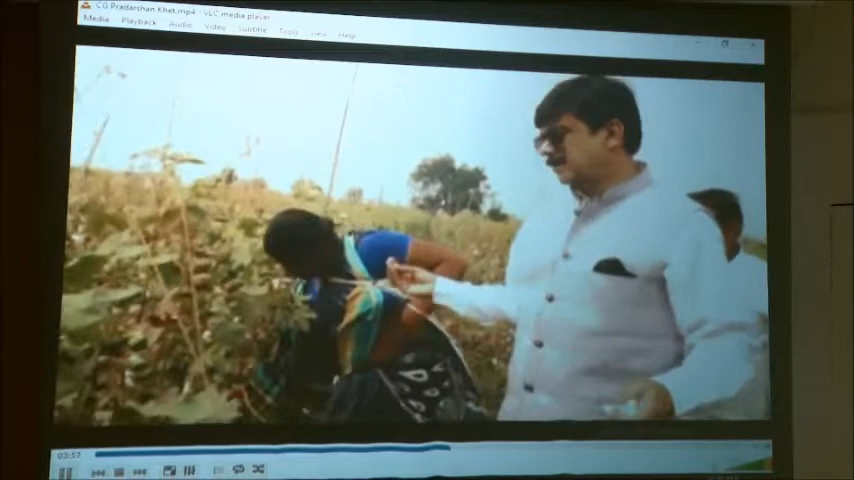 CG Pradarshan Khet.mp4 - VLC media player
Media Playback Audio Video Subtitle Tools View Help
03:57